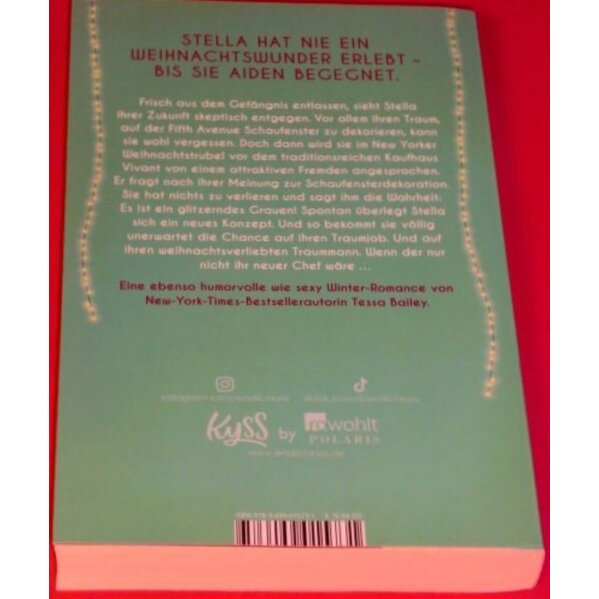 STELLA HAT NIE EIN
WEIHNACHTSWUNDER ERLEBT –
BIS SIE AIDEN BEGEGNET.
Frisch aus dem Gefängnis entlassen, sieht Stella
ihrer Zukunft skeptisch entgegen. Vor allem ihren Traum,
auf der Fifth Avenue Schaufenster zu dekorieren, kann
sie wohl vergessen. Doch dann wird sie im New Yorker
Weihnachtstrubel vor dem traditionsreichen Kaufhaus
Vivant von einem attraktiven Fremden angesprochen.
Er fragt nach ihrer Meinung zur Schaufensterdekoration.
Sie hat nichts zu verlieren und sagt ihm die Wahrheit:
Es ist ein glitzerndes Grauen! Spontan überlegt Stella
sich ein neues Konzept. Und so bekommt sie völlig
unerwartet die Chance auf ihren Traumjob. Und auf
ihren weihnachtsverliebten Traummann. Wenn der nur
nicht ihr neuer Chef wäre ...
Eine ebenso humorvolle wie sexy Winter-Romance von
New-York-Times-Bestsellerautorin Tessa Bailey.
KYSS by rowohlt
POLARIS
ISBN